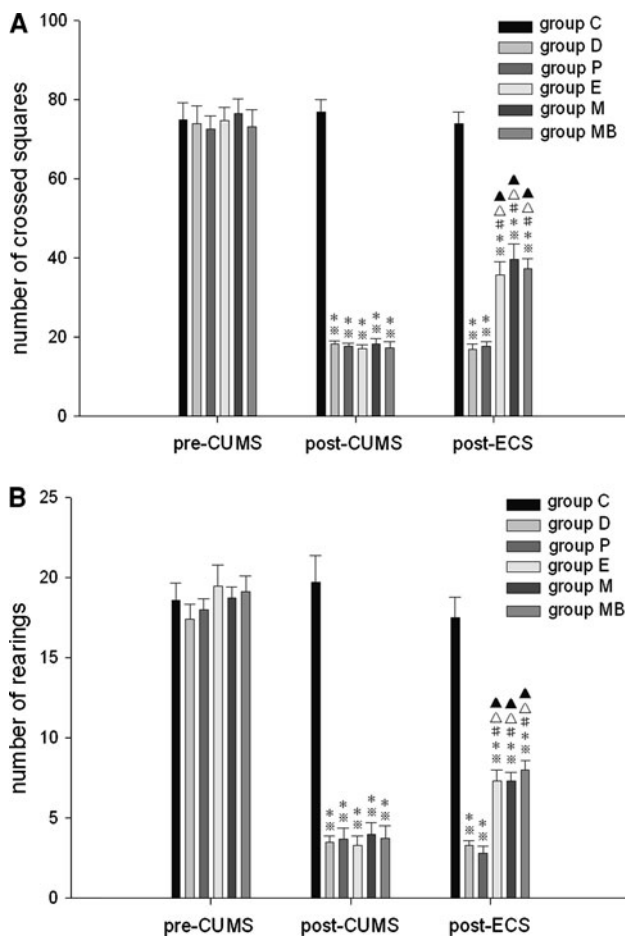 A
number of crossed squares
100
80
60
40
20
0
group C
group D
group P
group E
group M
group MB
▲ ▲ ▲
△ △ △
# # #
* * * * * * * * * *
※ ※ ※ ※ ※ ※ ※ ※ ※ ※
pre-CUMS post-CUMS post-ECS
B
number of rearings
25
20
15
10
5
0
group C
group D
group P
group E
group M
group MB
▲ ▲ ▲
△ △ △
# # #
* * * * * * * * * *
※ ※ ※ ※ ※ ※ ※ ※ ※ ※
pre-CUMS post-CUMS post-ECS